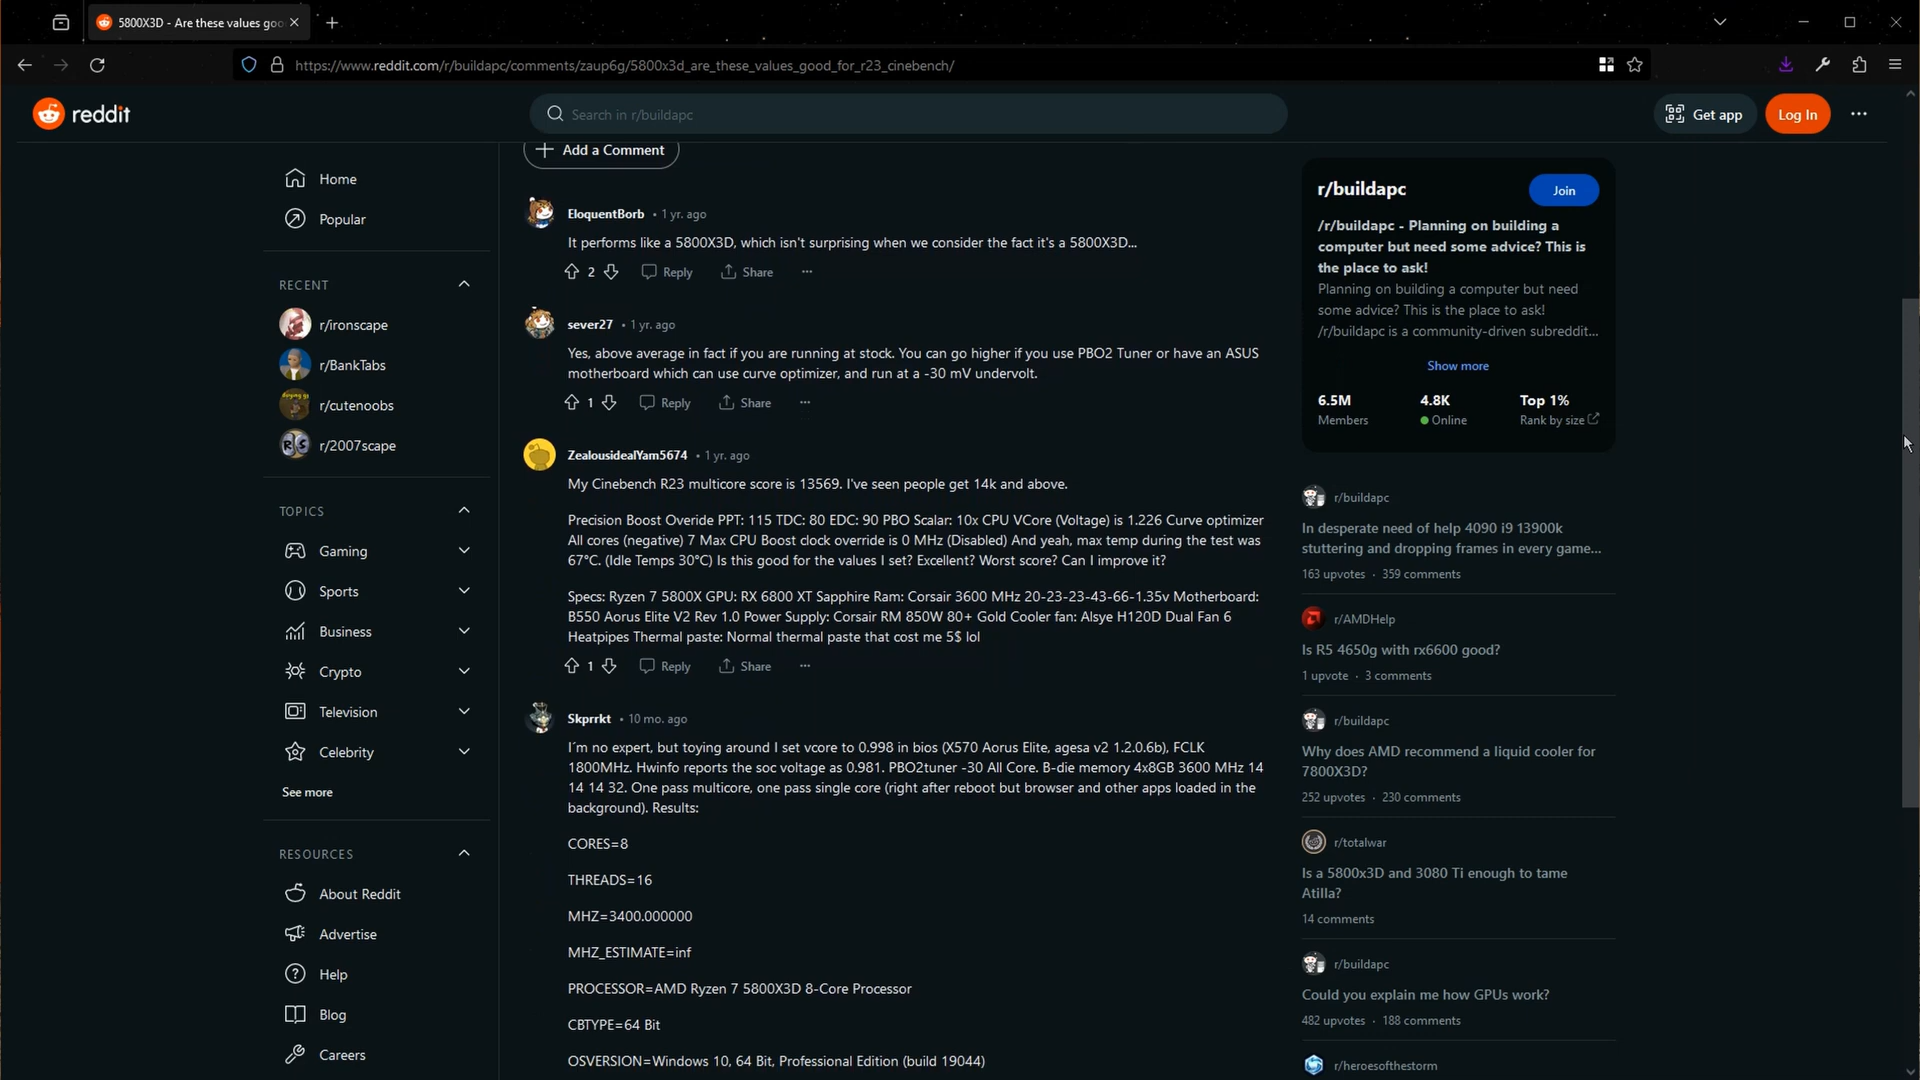 5800X3D - Are these values goo
https://www.reddit.com/r/buildapc/comments/zaup6g/5800x3d_are_these_values_good_for_r23_cinebench/
reddit
Search in r/buildapc
Get app
Log In
Home
Popular
RECENT
r/ironscape
r/BankTabs
r/cutenoobs
r/2007scape
TOPICS
Gaming
Sports
Business
Crypto
Television
Celebrity
See more
RESOURCES
About Reddit
Advertise
Help
Blog
Careers
Add a Comment
EloquentBorb • 1 yr. ago
It performs like a 5800X3D, which isn't surprising when we consider the fact it's a 5800X3D...
2 Reply Share
sever27 • 1 yr. ago
Yes, above average in fact if you are running at stock. You can go higher if you use PBO2 Tuner or have an ASUS
motherboard which can use curve optimizer, and run at a -30 mV undervolt.
1 Reply Share
ZealousidealYam5674 • 1 yr. ago
My Cinebench R23 multicore score is 13569. I've seen people get 14k and above.
Precision Boost Overide PPT: 115 TDC: 80 EDC: 90 PBO Scalar: 10x CPU VCore (Voltage) is 1.226 Curve optimizer
All cores (negative) 7 Max CPU Boost clock override is 0 MHz (Disabled) And yeah, max temp during the test was
67°C. (Idle Temps 30°C) Is this good for the values I set? Excellent? Worst score? Can I improve it?
Specs: Ryzen 7 5800X GPU: RX 6800 XT Sapphire Ram: Corsair 3600 MHz 20-23-23-43-66-1.35v Motherboard:
B550 Aorus Elite V2 Rev 1.0 Power Supply: Corsair RM 850W 80+ Gold Cooler fan: Alsye H120D Dual Fan 6
Heatpipes Thermal paste: Normal thermal paste that cost me 5$ lol
1 Reply Share
Skprrkt • 10 mo. ago
I´m no expert, but toying around I set vcore to 0.998 in bios (X570 Aorus Elite, agesa v2 1.2.0.6b), FCLK
1800MHz. Hwinfo reports the soc voltage as 0.981. PBO2tuner -30 All Core. B-die memory 4x8GB 3600 MHz 14
14 14 32. One pass multicore, one pass single core (right after reboot but browser and other apps loaded in the
background). Results:
CORES=8
THREADS=16
MHZ=3400.000000
MHZ_ESTIMATE=inf
PROCESSOR=AMD Ryzen 7 5800X3D 8-Core Processor
CBTYPE=64 Bit
OSVERSION=Windows 10, 64 Bit, Professional Edition (build 19044)
r/buildapc
Join
/r/buildapc - Planning on building a
computer but need some advice? This is
the place to ask!
Planning on building a computer but need
some advice? This is the place to ask!
/r/buildapc is a community-driven subreddit...
Show more
6.5M 4.8K Top 1%
Members Online Rank by size
r/buildapc
In desperate need of help 4090 i9 13900k
stuttering and dropping frames in every game...
163 upvotes · 359 comments
r/AMDHelp
Is R5 4650g with rx6600 good?
1 upvote · 3 comments
r/buildapc
Why does AMD recommend a liquid cooler for
7800X3D?
252 upvotes · 230 comments
r/totalwar
Is a 5800x3D and 3080 Ti enough to tame
Atilla?
14 comments
r/buildapc
Could you explain me how GPUs work?
482 upvotes · 188 comments
r/heroesofthestorm